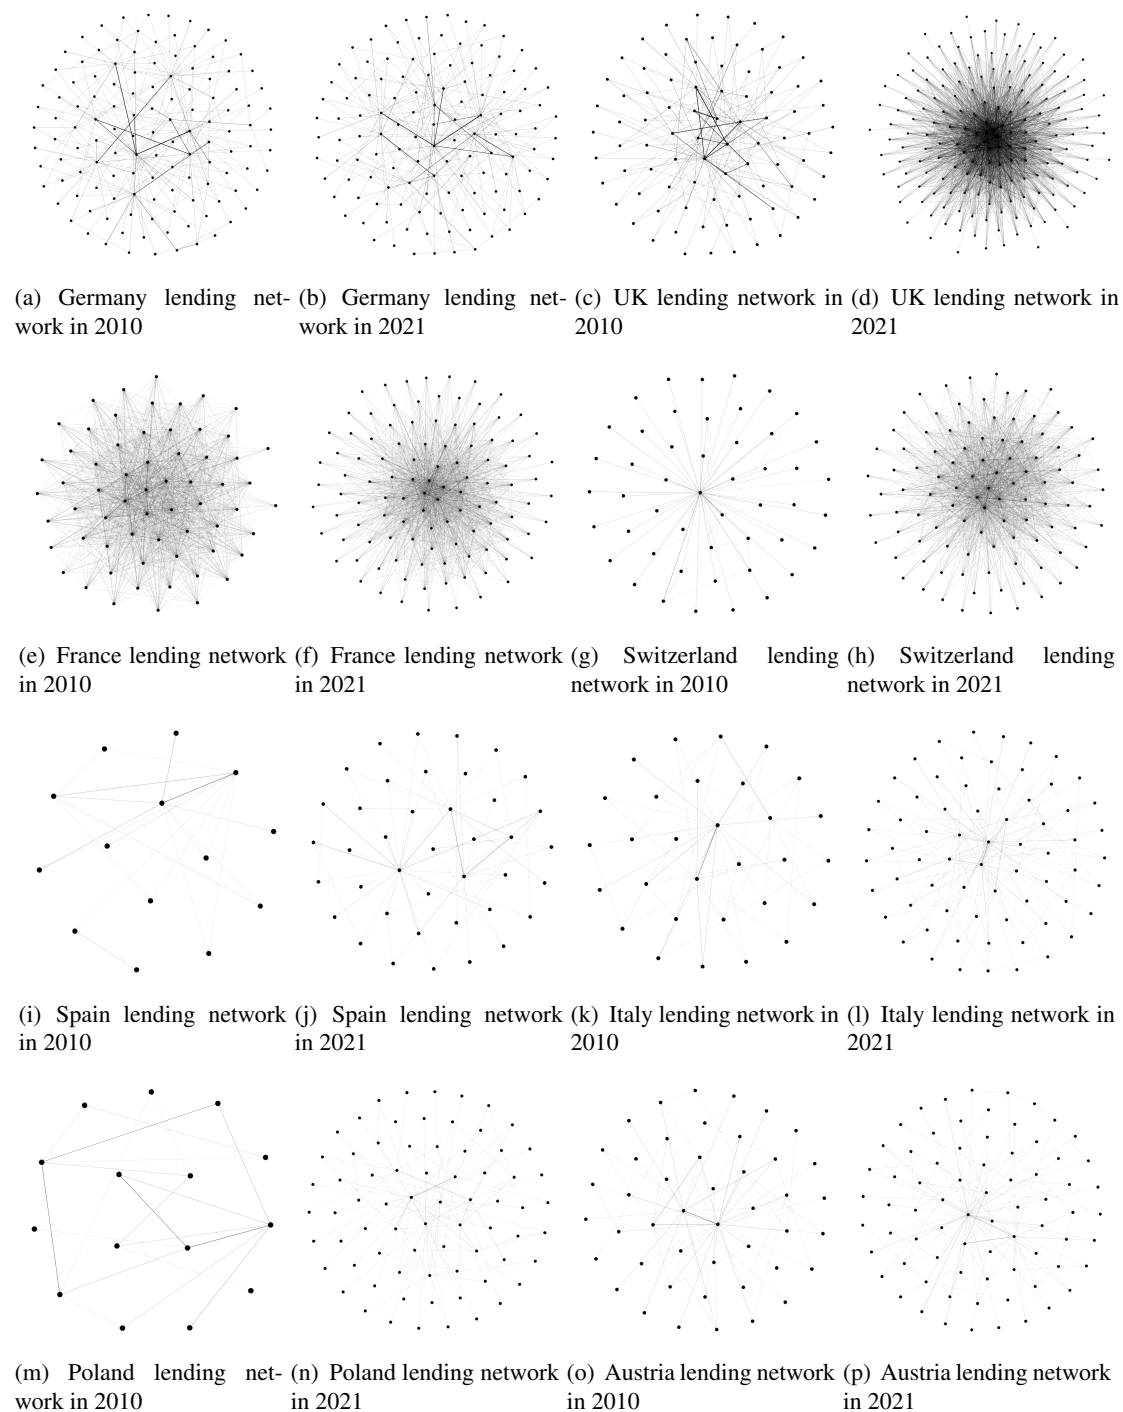 (a) Germany lending net-
work in 2010
(b) Germany lending net-
work in 2021
(c) UK lending network in
2010
(d) UK lending network in
2021
(e) France lending network
in 2010
(f) France lending network
in 2021
(g) Switzerland lending
network in 2010
(h) Switzerland lending
network in 2021
(i) Spain lending network
in 2010
(j) Spain lending network
in 2021
(k) Italy lending network in
2010
(l) Italy lending network in
2021
(m) Poland lending net-
work in 2010
(n) Poland lending network
in 2021
(o) Austria lending network
in 2010
(p) Austria lending network
in 2021